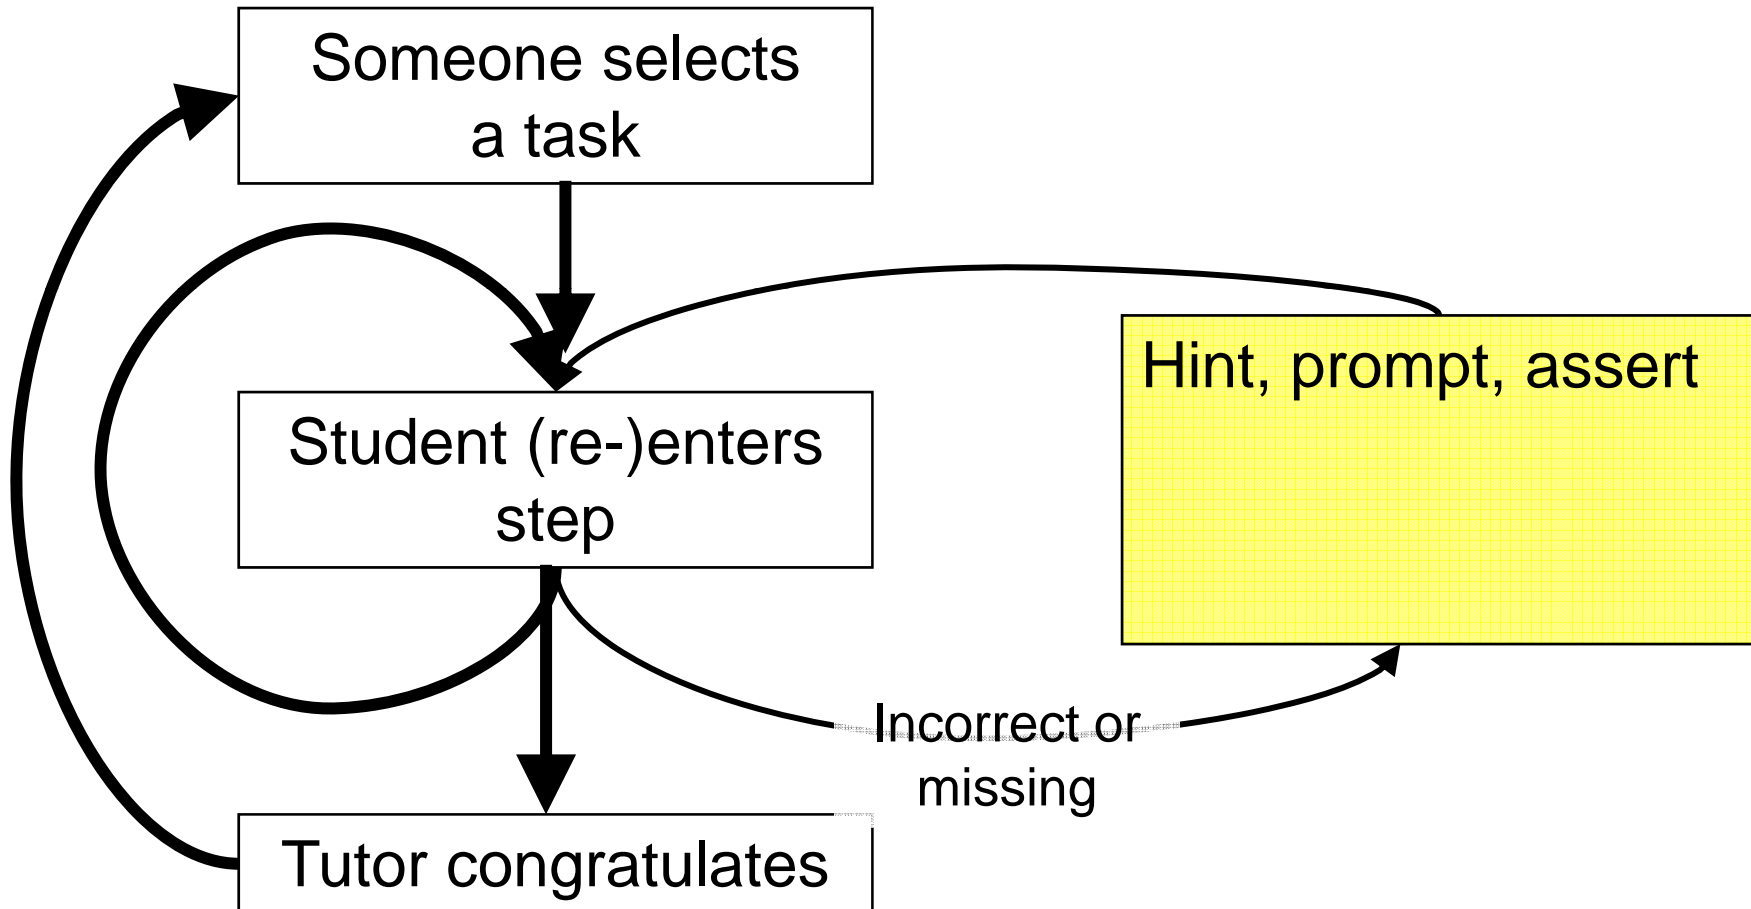 Someone selects
a task
Student (re-)enters
step
Hint, prompt, assert
Incorrect or
missing
Tutor congratulates